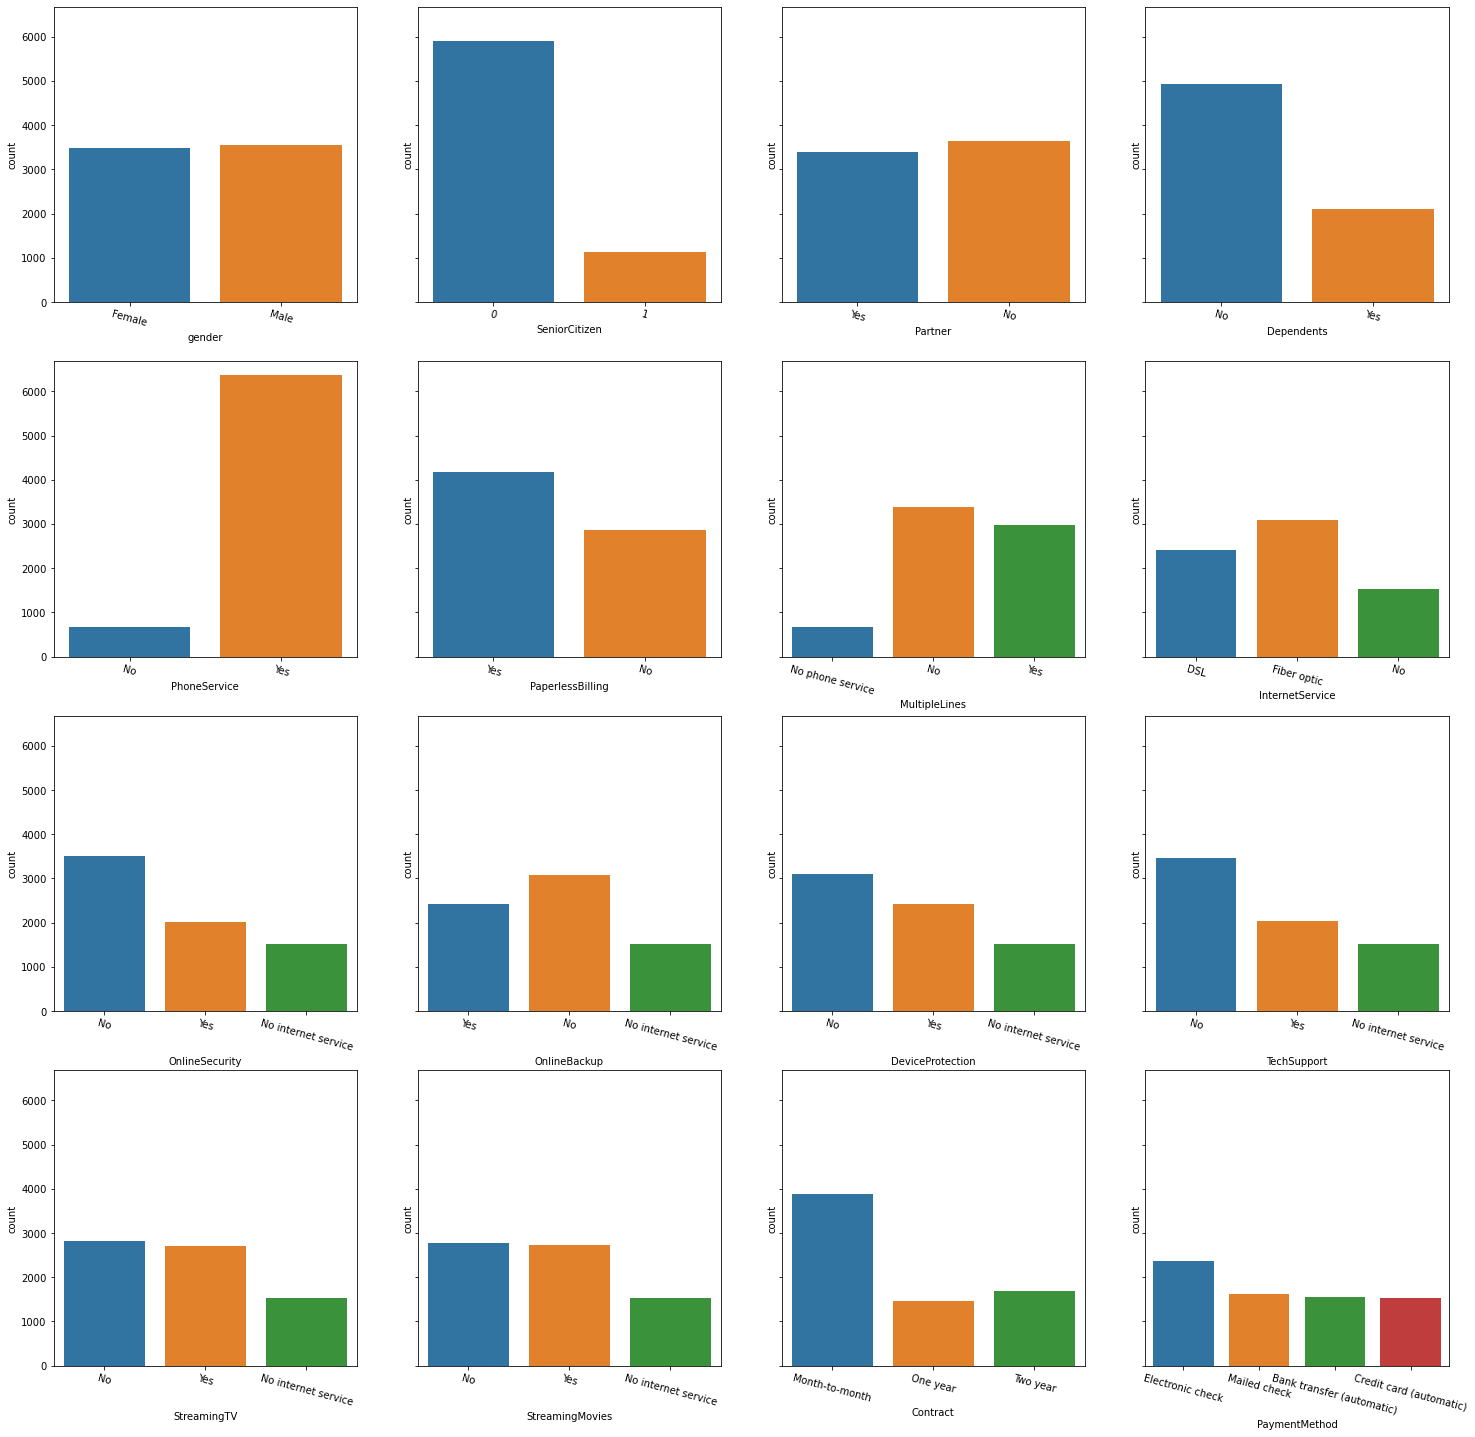 6000
5000
4000
3000
2000
1000
0
count
Female Male
gender
count
0 1
SeniorCitizen
count
Yes No
Partner
count
No Yes
Dependents
6000
5000
4000
3000
2000
1000
0
count
No Yes
PhoneService
count
Yes No
PaperlessBilling
count
No phone service No Yes
MultipleLines
count
DSL Fiber optic No
InternetService
6000
5000
4000
3000
2000
1000
0
count
No Yes No internet service
OnlineSecurity
count
Yes No No internet service
OnlineBackup
count
No Yes No internet service
DeviceProtection
count
No Yes No internet service
TechSupport
6000
5000
4000
3000
2000
1000
0
count
No Yes No internet service
StreamingTV
count
No Yes No internet service
StreamingMovies
count
Month-to-month One year Two year
Contract
count
Electronic check Mailed check Bank transfer (automatic) Credit card (automatic)
PaymentMethod